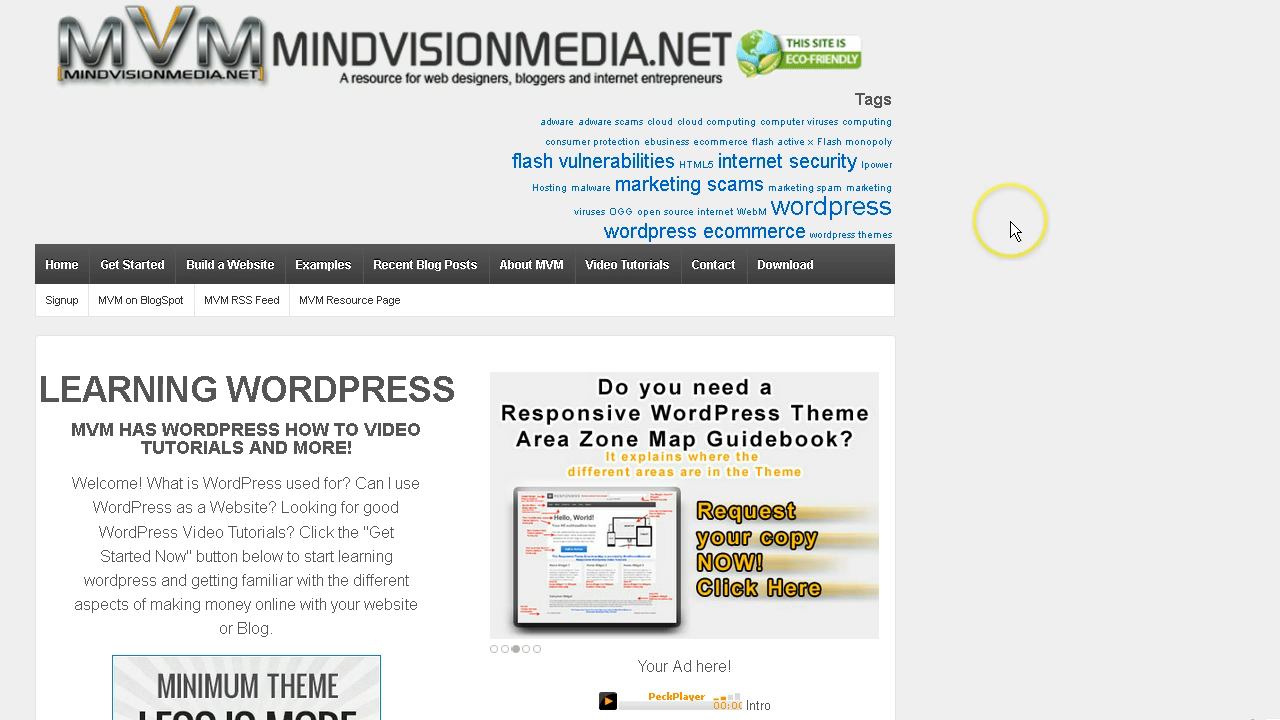 MVM
MINDVISIONMEDIA.NET
MINDVISIONMEDIA.NET
A resource for web designers, bloggers and internet entrepreneurs
THIS SITE IS
ECO-FRIENDLY
Tags
adware adware scams cloud cloud computing computer viruses computing
consumer protection ebusiness ecommerce flash active x Flash monopoly
flash vulnerabilities HTML5 internet security Ipower
Hosting malware marketing scams marketing spam marketing
viruses OGG open source internet WebM wordpress
wordpress ecommerce wordpress themes
Home Get Started Build a Website Examples Recent Blog Posts About MVM Video Tutorials Contact Download
Signup MVM on BlogSpot MVM RSS Feed MVM Resource Page
LEARNING WORDPRESS
MVM HAS WORDPRESS HOW TO VIDEO
TUTORIALS AND MORE!
Welcome! What is WordPress used for? Can I use
WordPress as a Website? Looking for good
WordPress Video Tutorials? Click the "Get
Started Now" button below to start Learning
wordpress and getting familiar with different
aspects of making money online with your website
or Blog.
MINIMUM THEME
LESS IS MORE
Do you need a
Responsive WordPress Theme
Area Zone Map Guidebook?
It explains where the
different areas are in the Theme
Hello, World!
Request
your copy
NOW!
Click Here
Your Ad here!
PeckPlayer
00:00 Intro